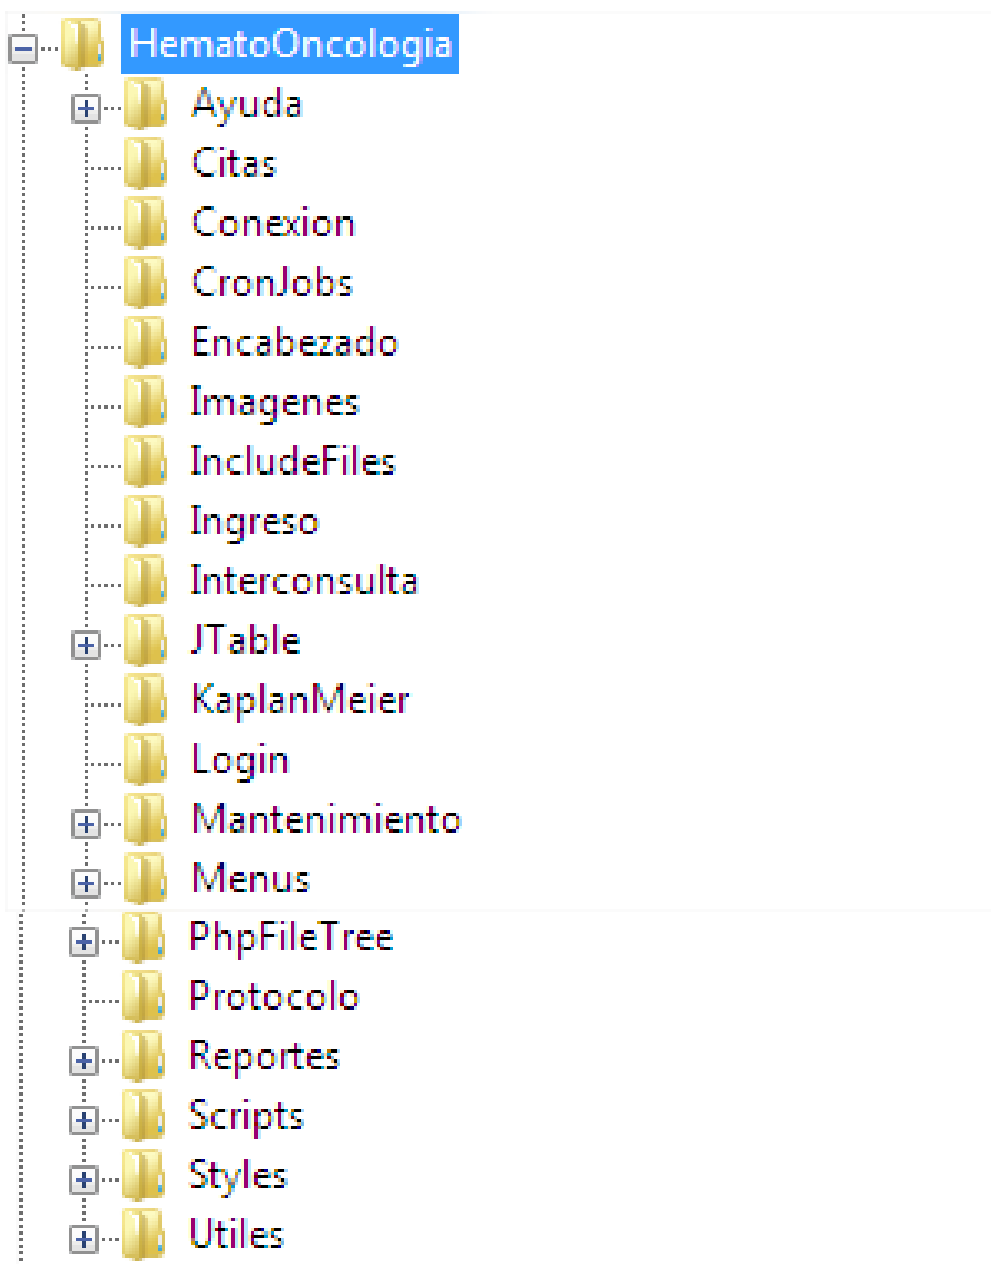 HematoOncologia
Ayuda
Citas
Conexion
CronJobs
Encabezado
Imagenes
IncludeFiles
Ingreso
Interconsulta
JTable
KaplanMeier
Login
Mantenimiento
Menus
PhpFileTree
Protocolo
Reportes
Scripts
Styles
Utiles